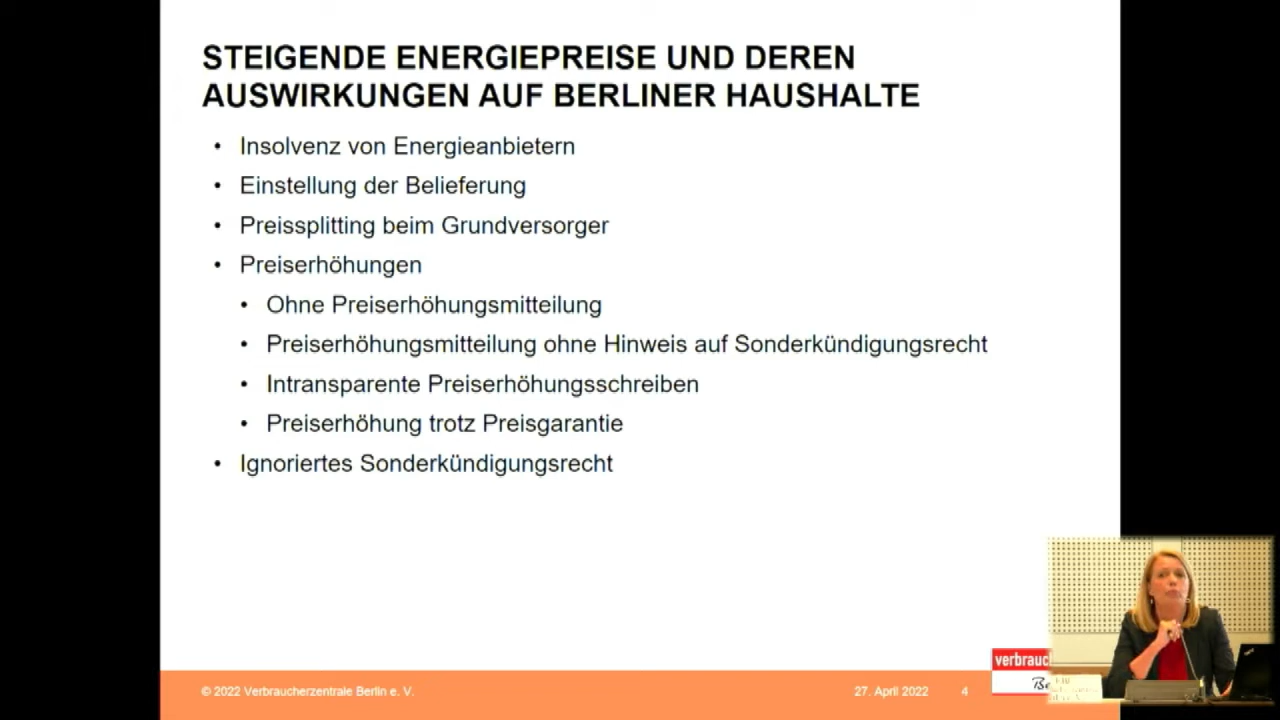 STEIGENDE ENERGIEPREISE UND DEREN
AUSWIRKUNGEN AUF BERLINER HAUSHALTE
• Insolvenz von Energieanbietern
• Einstellung der Belieferung
• Preissplitting beim Grundversorger
• Preiserhöhungen
• Ohne Preiserhöhungsmitteilung
• Preiserhöhungsmitteilung ohne Hinweis auf Sonderkündigungsrecht
• Intransparente Preiserhöhungsschreiben
• Preiserhöhung trotz Preisgarantie
• Ignoriertes Sonderkündigungsrecht
verbrauc
Be
© 2022 Verbraucherzentrale Berlin e. V.
27. April 2022
4